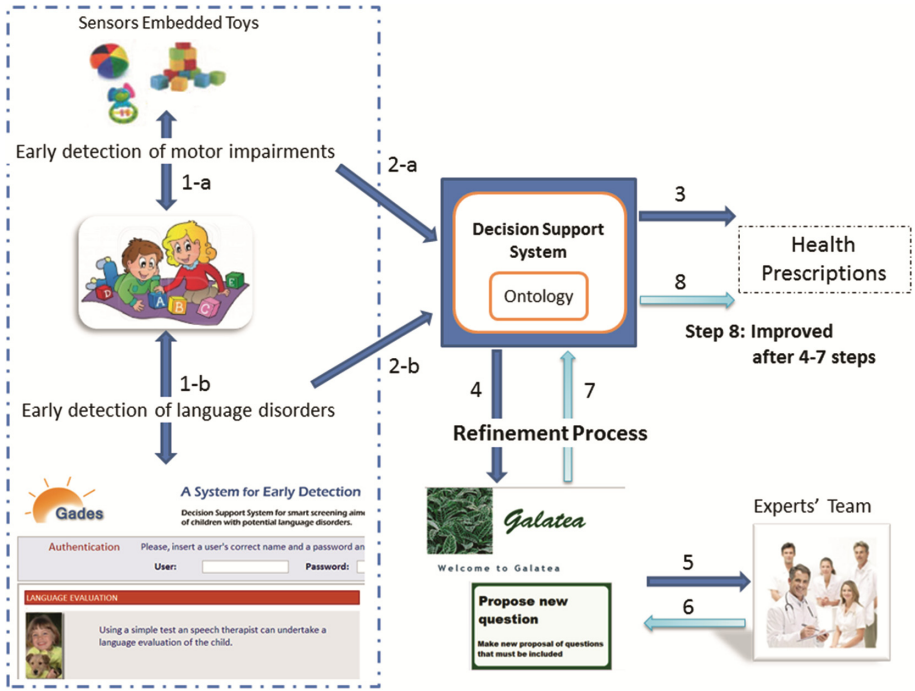 Sensors Embedded Toys
Early detection of motor impairments
1-a
2-a
D
A
B
C
E
1-b
2-b
Early detection of language disorders
Gades
A System for Early Detection
Decision Support System for smart screening aime
of children with potential language disorders.
Authentication
Please, insert a user's correct name and a password an
User:
Password:
LANGUAGE EVALUATION
Using a simple test an speech therapist can undertake a
language evaluation of the child.
Decision Support
System
Ontology
3
8
Health
Prescriptions
Step 8: Improved
after 4-7 steps
4
7
Refinement Process
Galatea
Welcome to Galatea
Propose new
question
Make new proposal of questions
that must be included
5
6
Experts' Team